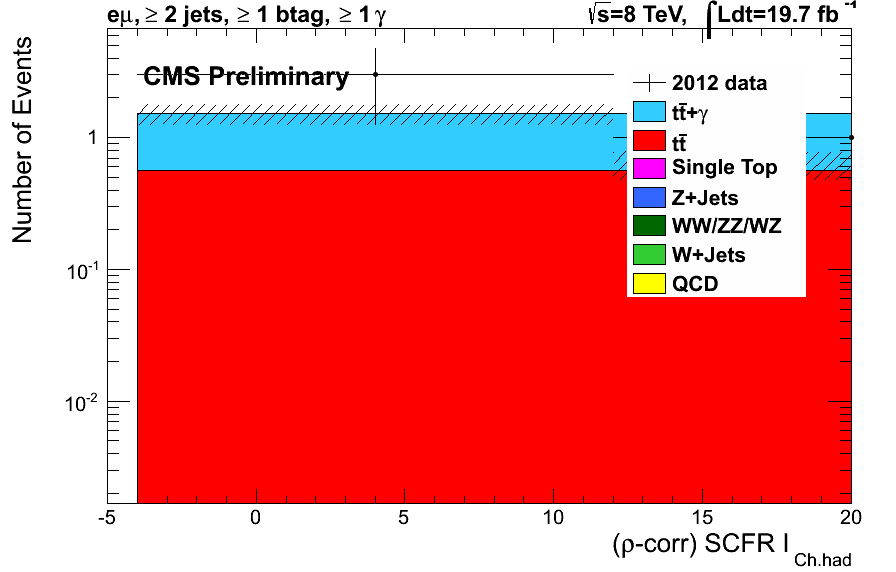 eμ, ≥ 2 jets, ≥ 1 btag, ≥ 1 γ
√s=8 TeV, ∫Ldt=19.7 fb⁻¹
CMS Preliminary
2012 data
tt̄+γ
tt̄
Single Top
Z+Jets
WW/ZZ/WZ
W+Jets
QCD
Number of Events
1
10⁻¹
10⁻²
-5 0 5 10 15 20
(ρ-corr) SCFR I Ch.had